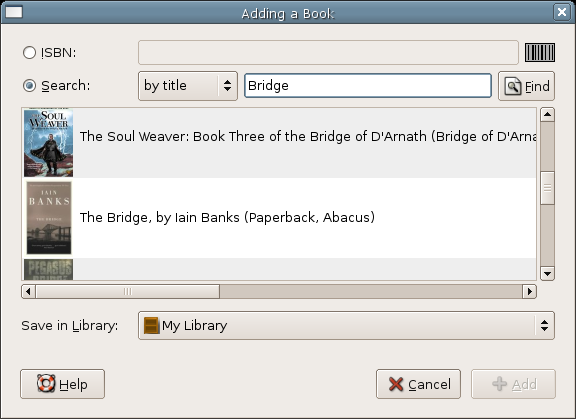 Adding a Book
ISBN:
Search: by title Bridge Find
SOUL
WEAVER
The Soul Weaver: Book Three of the Bridge of D'Arnath (Bridge of D'Arna
IAIN
BANKS
THE BRIDGE
The Bridge, by Iain Banks (Paperback, Abacus)
PEGASUS
Save in Library: My Library
Help Cancel Add